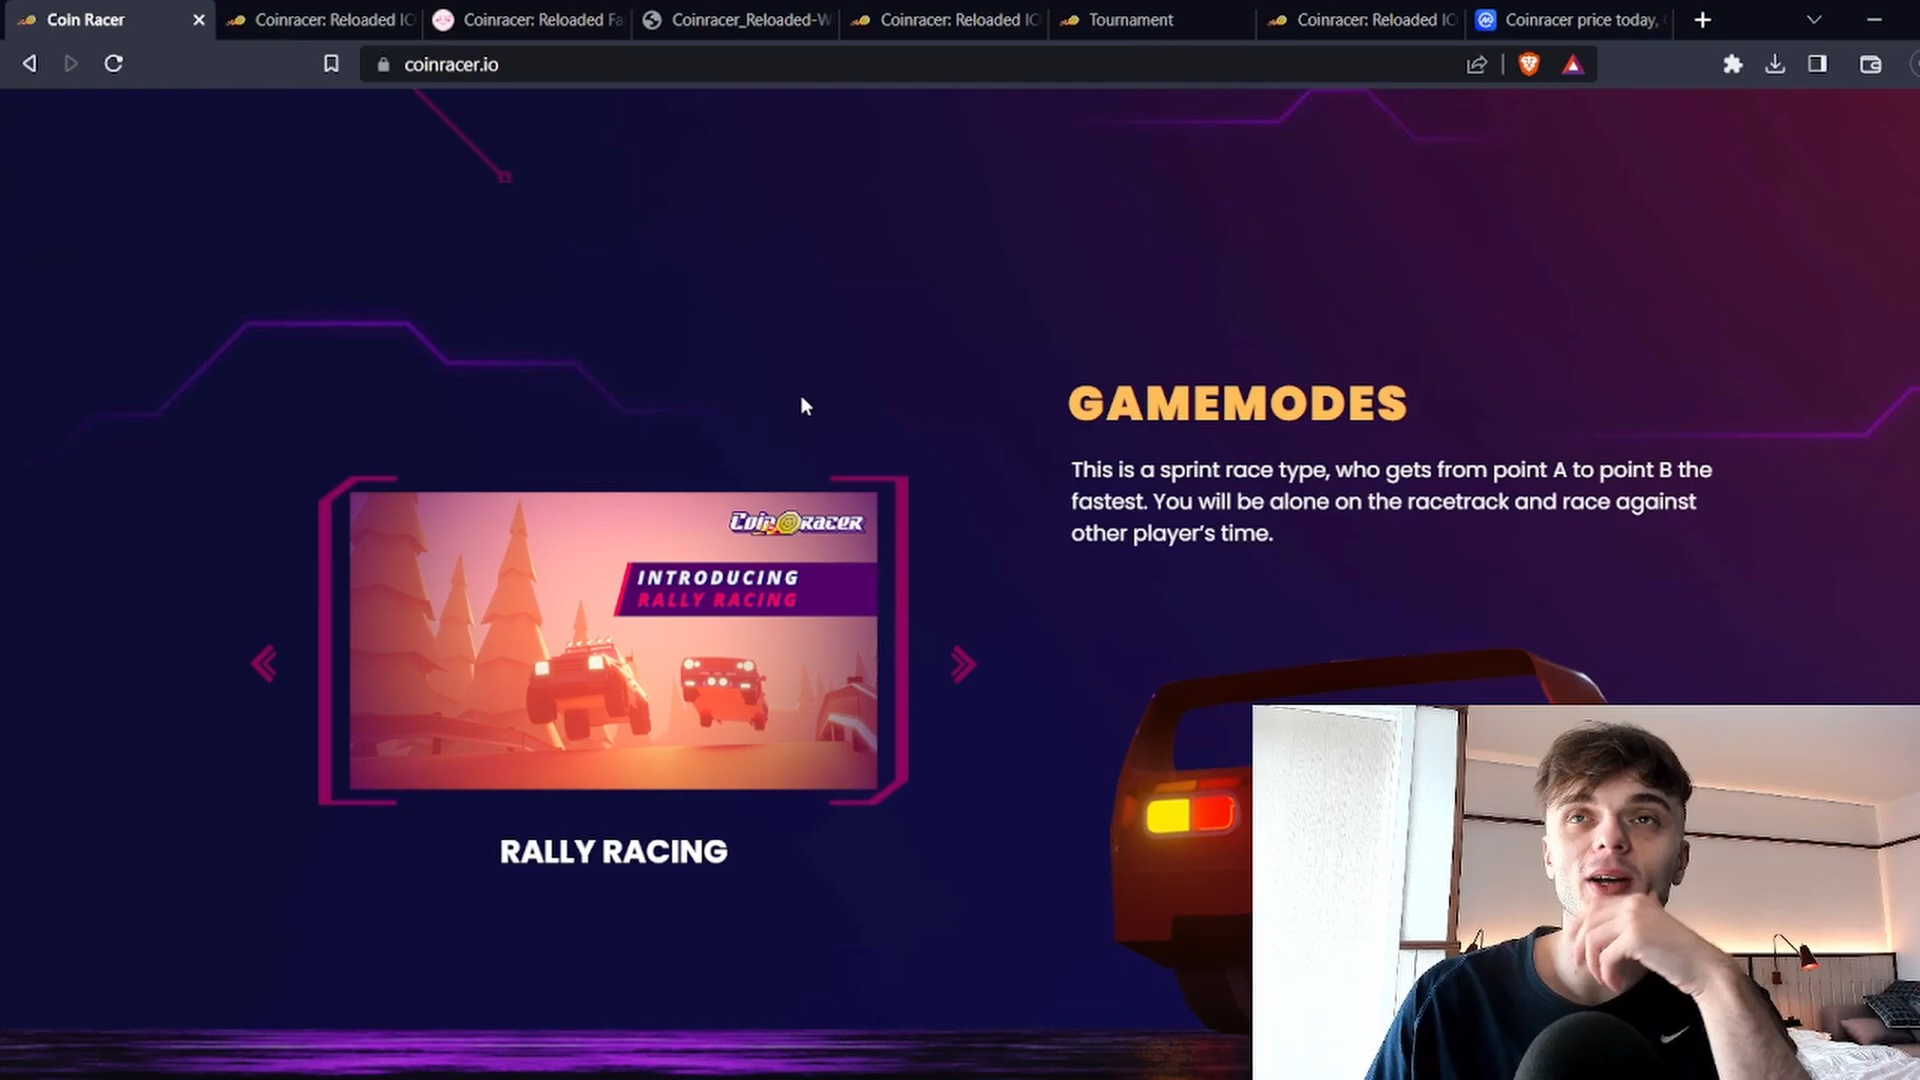 Coin Racer
Coinracer: Reloaded IC
Coinracer: Reloaded Fa
Coinracer_Reloaded-W
Coinracer: Reloaded IC
Tournament
Coinracer: Reloaded IC
Coinracer price today,
coinracer.io
GAMEMODES
This is a sprint race type, who gets from point A to point B the
fastest. You will be alone on the racetrack and race against
other player's time.
Coin RACER
INTRODUCING
RALLY RACING
RALLY RACING